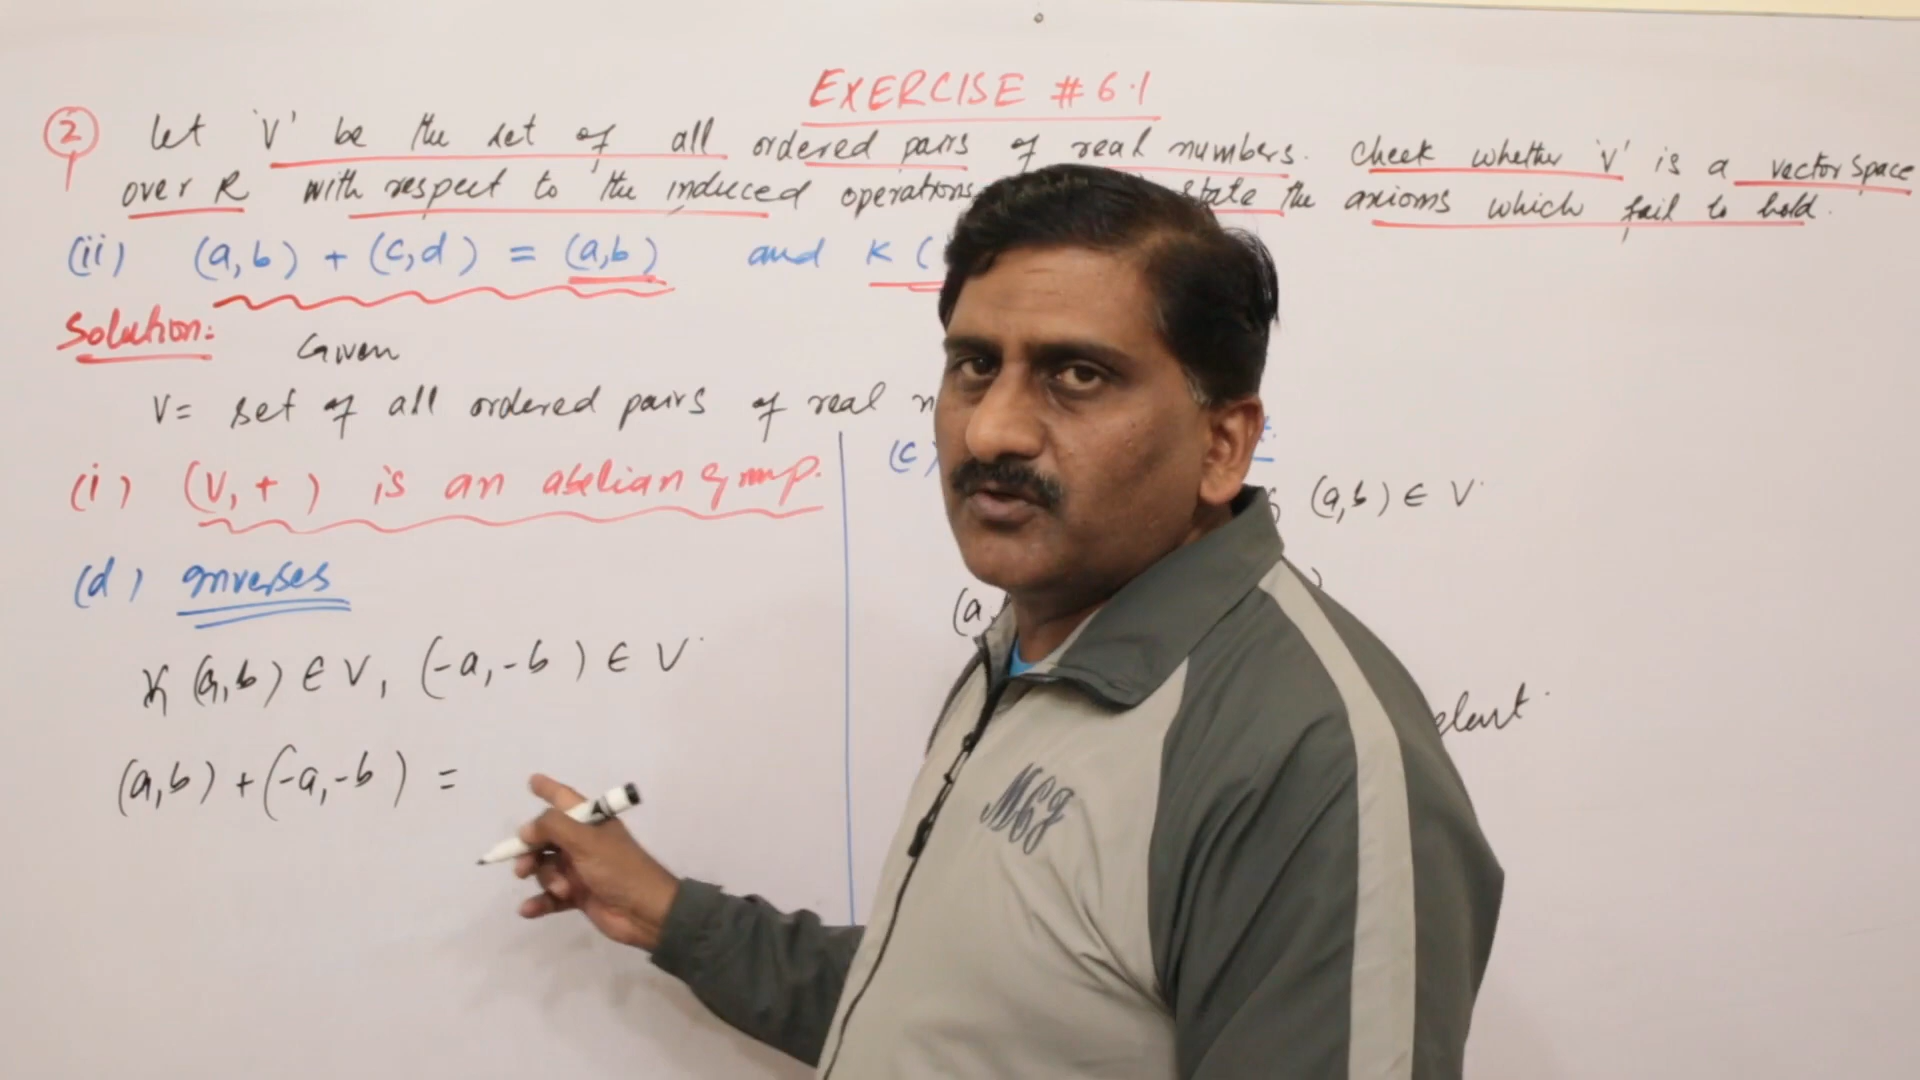 EXERCISE # 6.1
② Let 'V' be the set of all ordered pairs of real numbers. Check whether 'V' is a vector space
over R with respect to the induced operations state the axioms which fail to hold.
(ii) (a,b) + (c,d) = (a,b) and K (
Solution:
Given
V = set of all ordered pairs of real
(i) (V, +) is an abelian group.
(d) Inverses
If (a,b) ∈ V, (-a,-b) ∈ V.
(a,b) + (-a,-b) =
(c)
(a,b) ∈ V.
(a,
MCJ